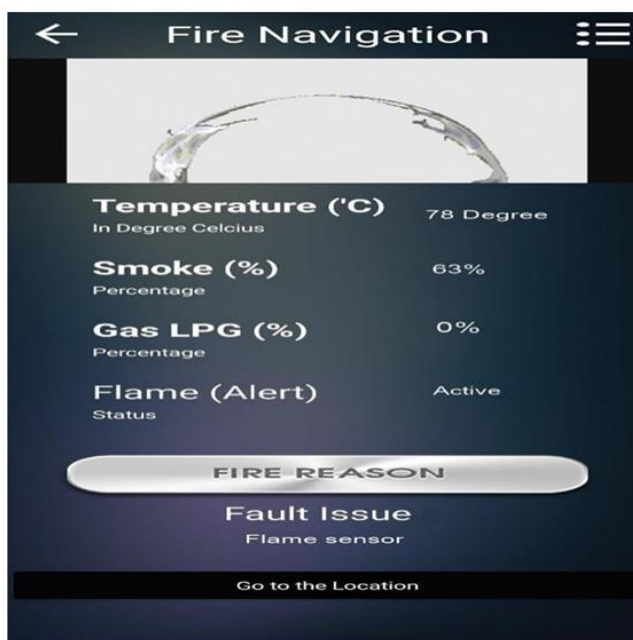 Fire Navigation
Temperature ('C)
78 Degree
In Degree Celcius
Smoke (%)
63%
Percentage
Gas LPG (%)
0%
Percentage
Flame (Alert)
Active
Status
FIRE REASON
Fault Issue
Flame sensor
Go to the Location